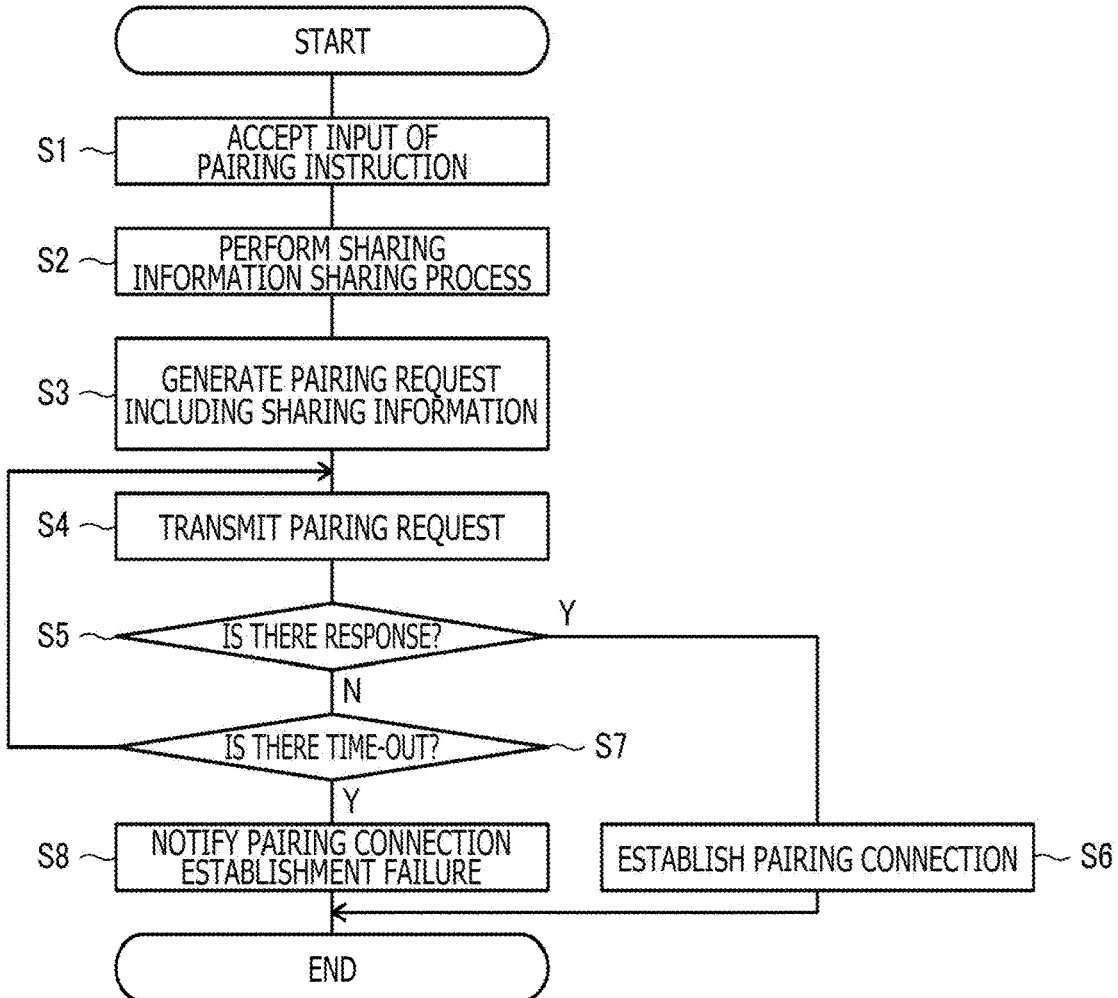 START
S1
ACCEPT INPUT OF
PAIRING INSTRUCTION
S2
PERFORM SHARING
INFORMATION SHARING PROCESS
S3
GENERATE PAIRING REQUEST
INCLUDING SHARING INFORMATION
S4
TRANSMIT PAIRING REQUEST
S5
IS THERE RESPONSE?
Y
N
IS THERE TIME-OUT?
S7
Y
S8
NOTIFY PAIRING CONNECTION
ESTABLISHMENT FAILURE
ESTABLISH PAIRING CONNECTION
S6
END